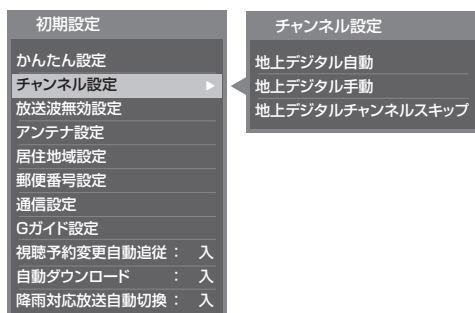 初期設定
かんたん設定
チャンネル設定
放送波無効設定
アンテナ設定
居住地域設定
郵便番号設定
通信設定
Gガイド設定
視聴予約変更自動追従： 入
自動ダウンロード ： 入
降雨対応放送自動切換： 入
チャンネル設定
地上デジタル自動
地上デジタル手動
地上デジタルチャンネルスキップ